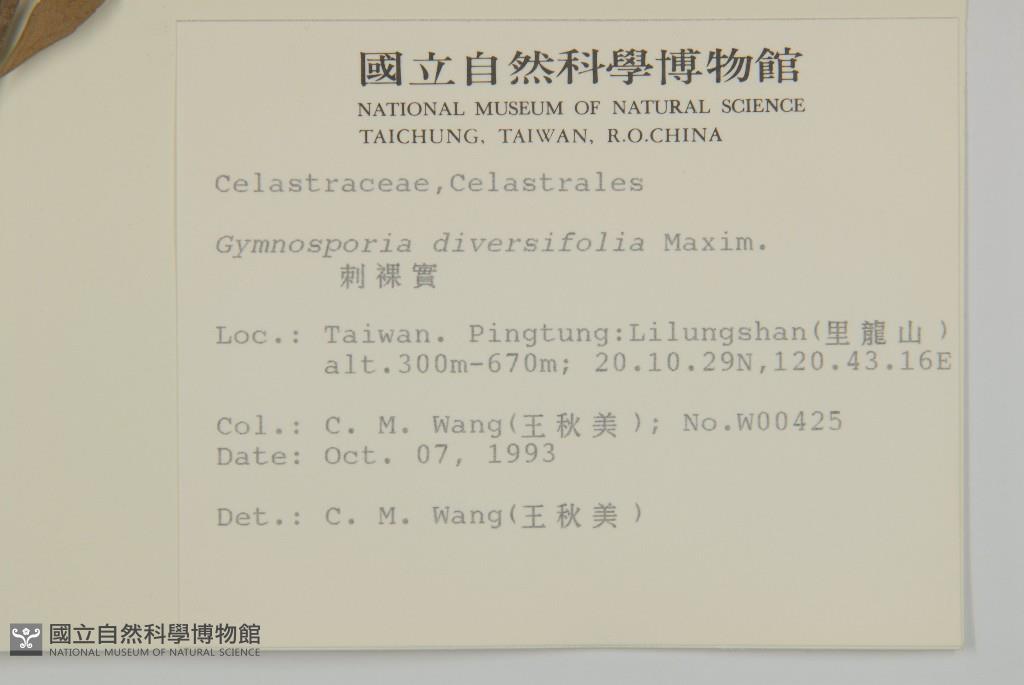 國立自然科學博物館
NATIONAL MUSEUM OF NATURAL SCIENCE
TAICHUNG, TAIWAN, R.O.CHINA
Celastraceae,Celastrales
Gymnosporia diversifolia Maxim.
刺裸實
Loc.: Taiwan. Pingtung:Lilungshan(里龍山)
alt.300m-670m; 20.10.29N,120.43.16E
Col.: C. M. Wang(王秋美); No.W00425
Date: Oct. 07, 1993
Det.: C. M. Wang(王秋美)
國立自然科學博物館
NATIONAL MUSEUM OF NATURAL SCIENCE